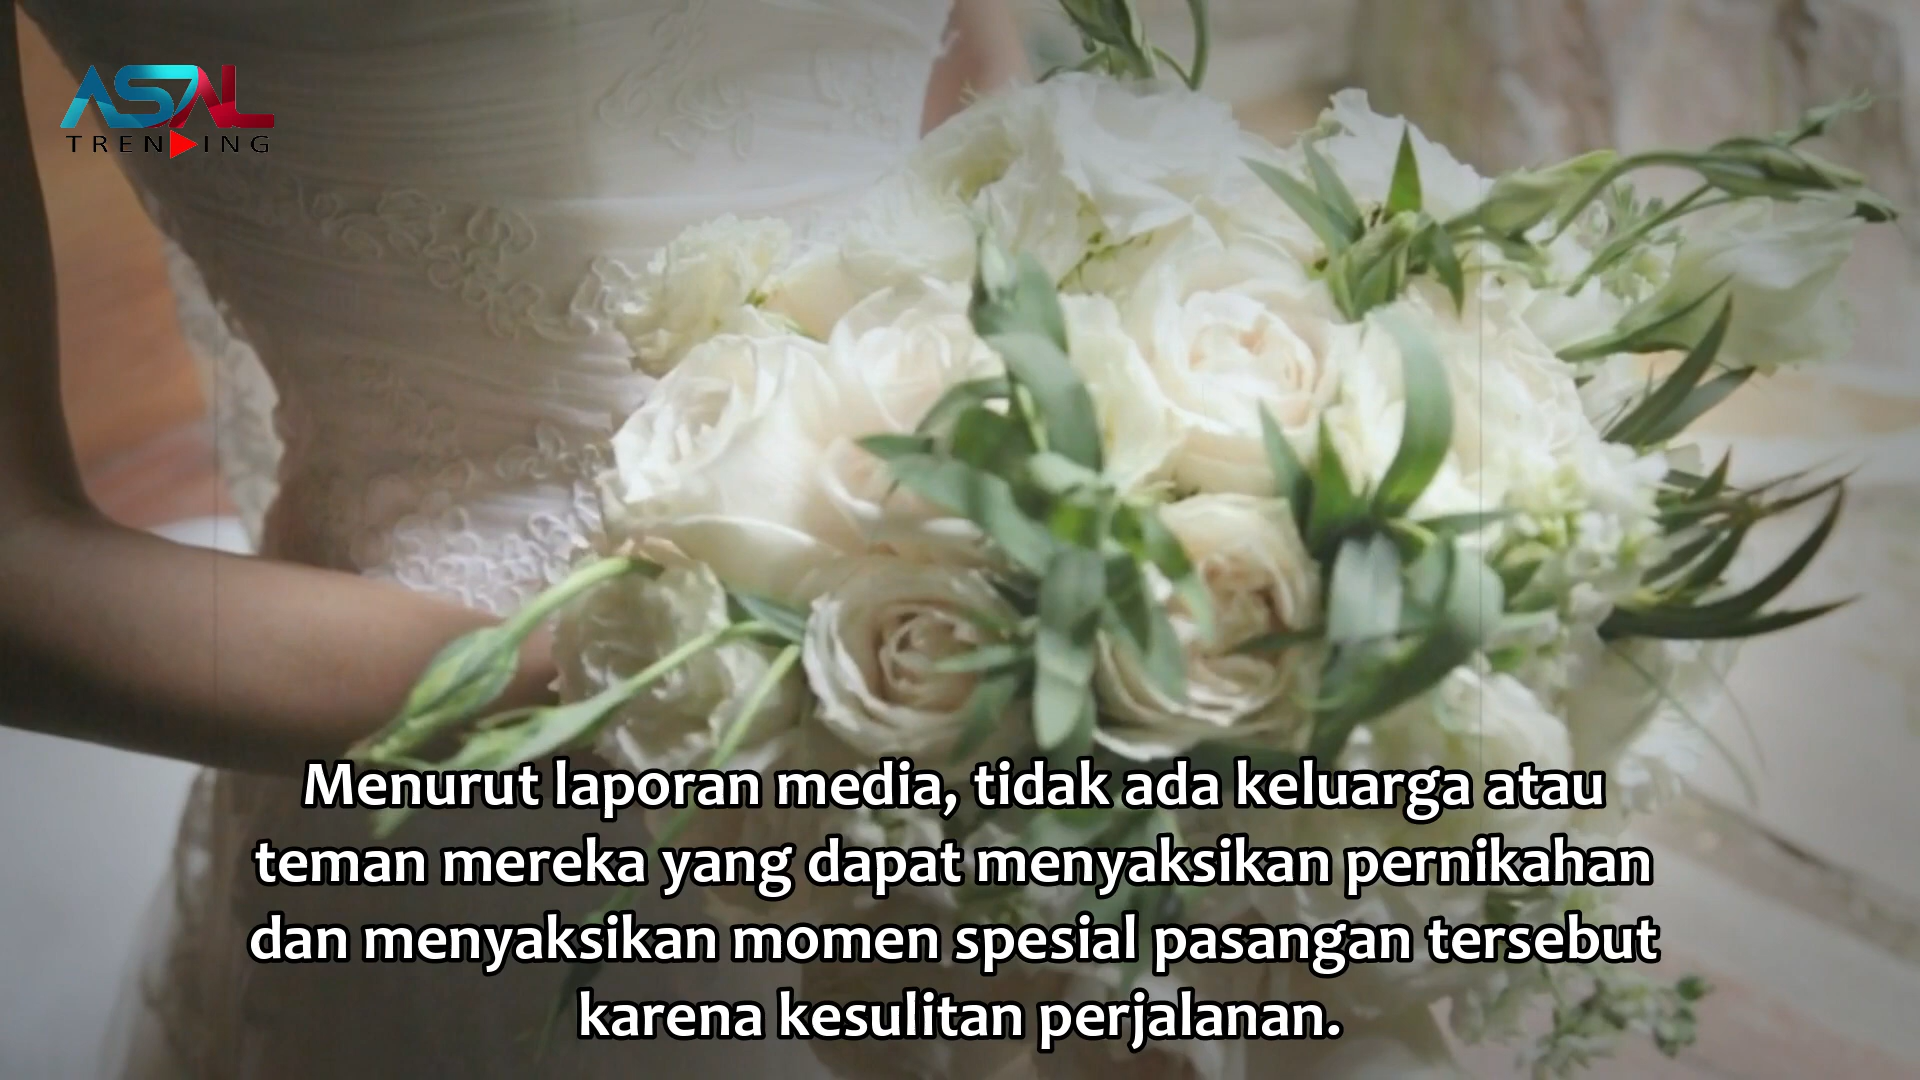 ASAL
TRENDING
Menurut laporan media, tidak ada keluarga atau
teman mereka yang dapat menyaksikan pernikahan
dan menyaksikan momen spesial pasangan tersebut
karena kesulitan perjalanan.